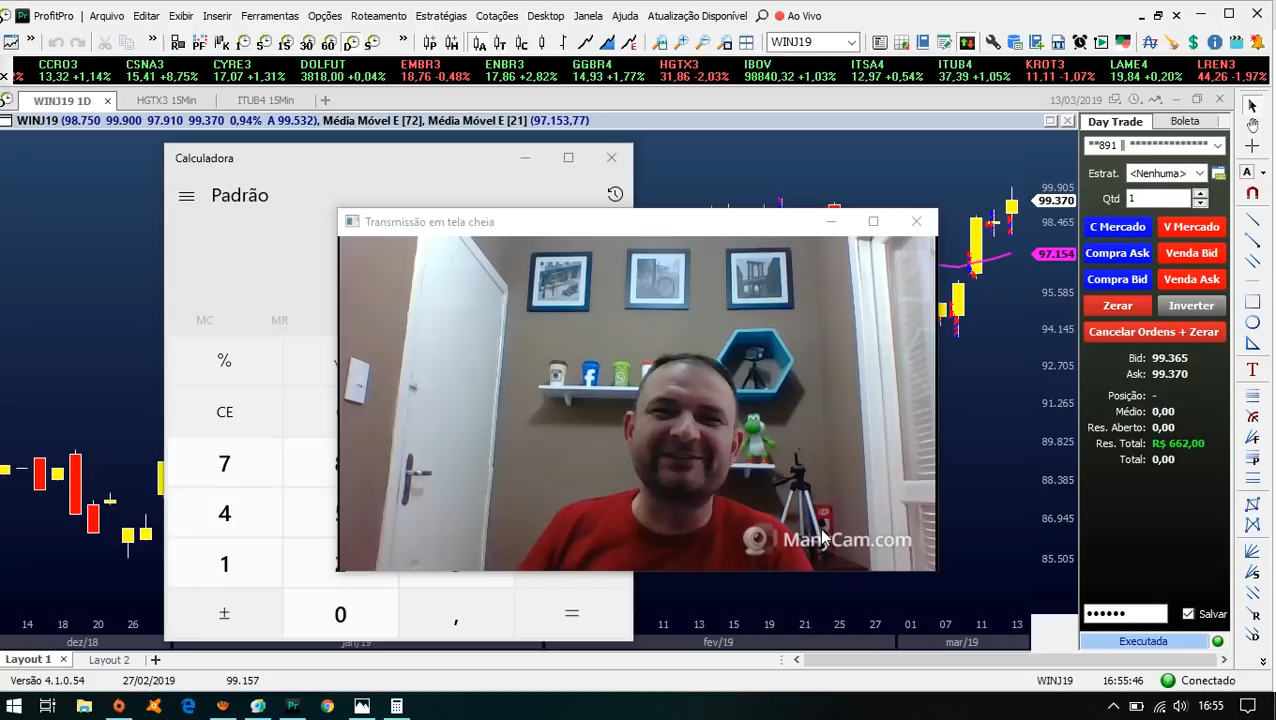 ProfitPro Arquivo Editar Exibir Inserir Ferramentas Opções Roteamento Estratégias Cotações Desktop Janela Ajuda Atualização Disponível Ao Vivo
5 15 30 60 D S WINJ19
CCRO3 CSNA3 CYRE3 DOLFUT EMBR3 ENBR3 GGBR4 HGTX3 IBOV ITSA4 ITUB4 KROT3 LAME4 LREN3
13,32 +1,14% 15,41 +8,75% 17,07 +1,31% 3818,00 +0,04% 18,76 -0,48% 17,86 +2,82% 14,93 +1,77% 31,86 -2,03% 98840,32 +1,03% 12,97 +0,54% 37,39 +1,05% 11,11 -1,07% 19,84 +0,20% 44,26 -1,97%
WINJ19 1D HGTX3 15Min ITUB4 15Min 13/03/2019
WINJ19 (98.750 99.900 97.910 99.370 0,94% A 99.532), Média Móvel E [72], Média Móvel E [21] (97.153,77)
Day Trade Boleta
**891 || **************
Estrat. <Nenhuma>
Qtd 1
C Mercado V Mercado
Compra Ask Venda Bid
Compra Bid Venda Ask
Zerar Inverter
Cancelar Ordens + Zerar
Bid: 99.365
Ask: 99.370
Posição: -
Médio: 0,00
Res. Aberto: 0,00
Res. Total: R$ 662,00
Total: 0,00
•••••• Salvar
Executada
99.905
99.370
98.465
97.154
95.585
94.145
92.705
91.265
89.825
88.385
86.945
85.505
Calculadora
Padrão
MC MR
%
CE
7
4
1
± 0 , =
Transmissão em tela cheia
ManyCam.com
14 18 20 26 11 13 15 19 21 25 27 01 07 11 13
dez/18 jan/19 fev/19 mar/19
Layout 1 Layout 2
Versão 4.1.0.54 27/02/2019 99.157 WINJ19 16:55:46 Conectado
16:55